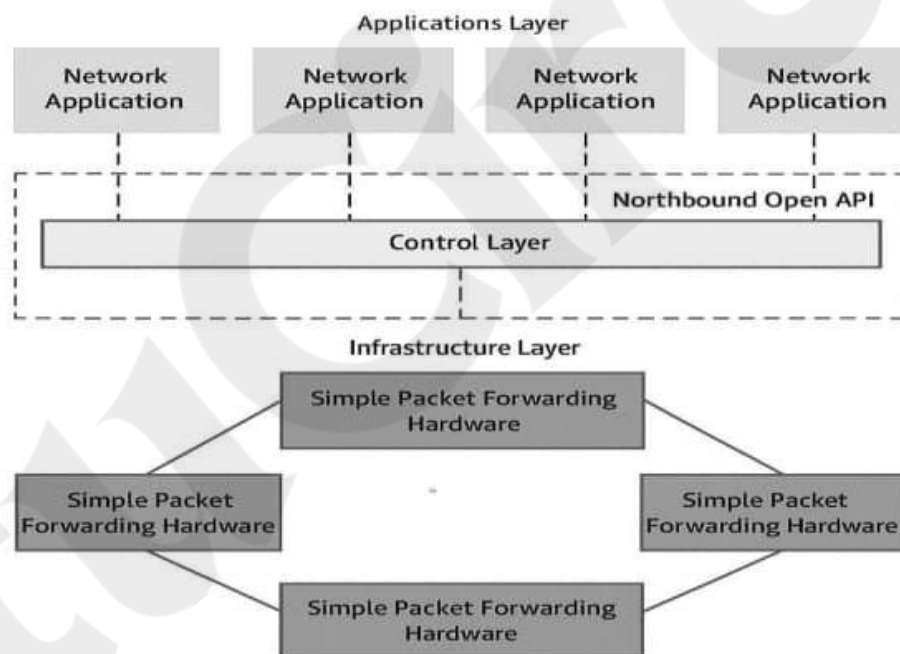 Applications Layer
Network
Application
Network
Application
Network
Application
Network
Application
Northbound Open API
Control Layer
Infrastructure Layer
Simple Packet Forwarding
Hardware
Simple Packet
Forwarding Hardware
Simple Packet
Forwarding Hardware
Simple Packet Forwarding
Hardware